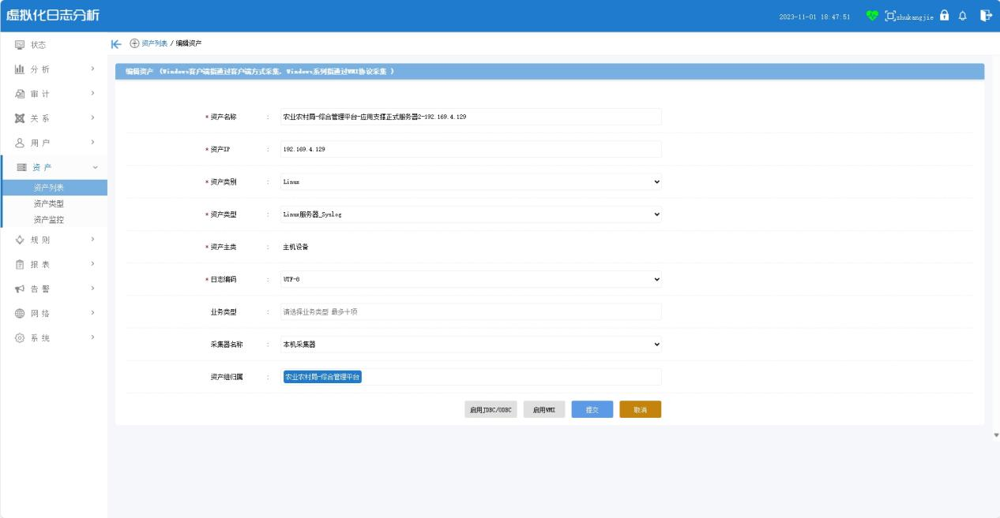 虚拟化日志分析
2023-11-01 18:47:51
zhukangjie
状态
分析
审计
关系
用户
资产
资产列表
资产类型
资产监控
规则
报表
告警
网络
系统
资产列表 / 编辑资产
编辑资产 （Windows客户端指通过客户端方式采集，Windows系列指通过WMI协议采集 ）
* 资产名称 : 农业农村局-综合管理平台-应用支撑正式服务器2-192.169.4.129
* 资产IP : 192.169.4.129
* 资产类别 : Linux
* 资产类型 : Linux服务器_Syslog
* 资产主类 : 主机设备
* 日志编码 : UTF-8
业务类型 : 请选择业务类型 最多十项
采集器名称 : 本机采集器
资产组归属 : 农业农村局-综合管理平台
启用JDBC/ODBC 启用WMI 提交 取消